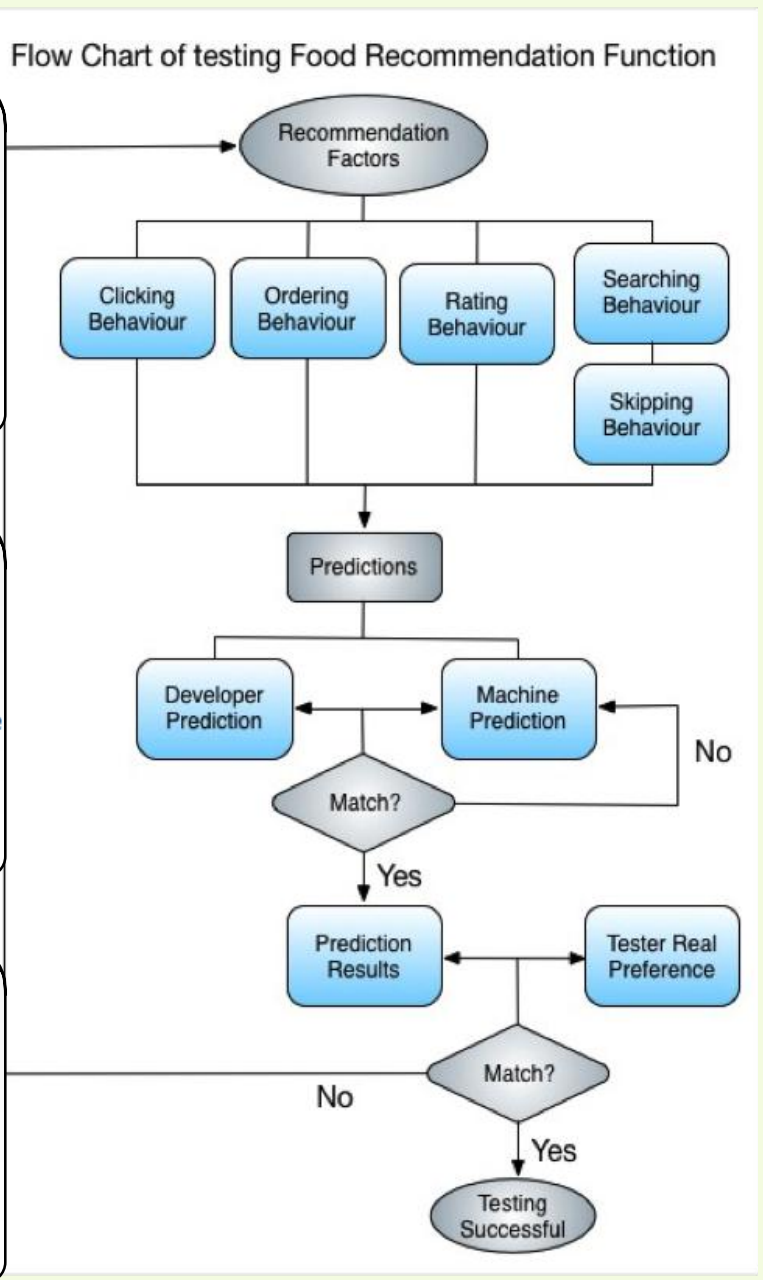 Flow Chart of testing Food Recommendation Function
Recommendation
Factors
Clicking
Behaviour
Ordering
Behaviour
Rating
Behaviour
Searching
Behaviour
Skipping
Behaviour
Predictions
Developer
Prediction
Machine
Prediction
No
Match?
Yes
Prediction
Results
Tester Real
Preference
Match?
No
Yes
Testing
Successful